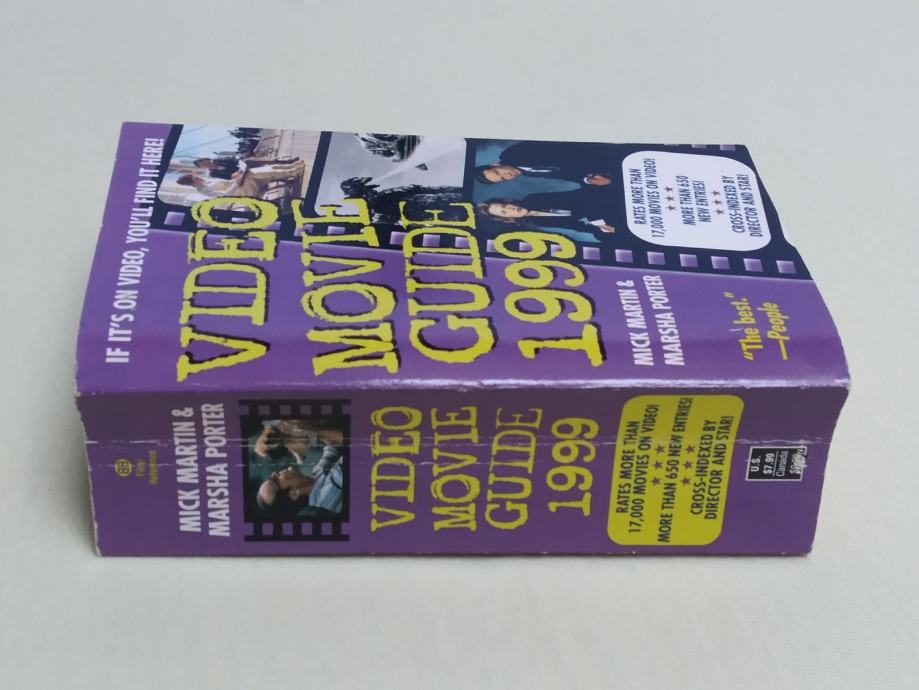 IF IT'S ON VIDEO, YOU'LL FIND IT HERE!
VIDEO
MOVIE
GUIDE
1999
RATES MORE THAN
17,000 MOVIES ON VIDEO!
★★★
MORE THAN 650
NEW ENTRIES!
★★★
CROSS-INDEXED BY
DIRECTOR AND STAR!
MICK MARTIN &
MARSHA PORTER
"The best."
—People
Film
Reference
MICK MARTIN &
MARSHA PORTER
VIDEO
MOVIE
GUIDE
1999
RATES MORE THAN
17,000 MOVIES ON VIDEO!
★★★
MORE THAN 650 NEW ENTRIES!
★★★
CROSS-INDEXED BY
DIRECTOR AND STAR!
U.S.
$7.99
Canada